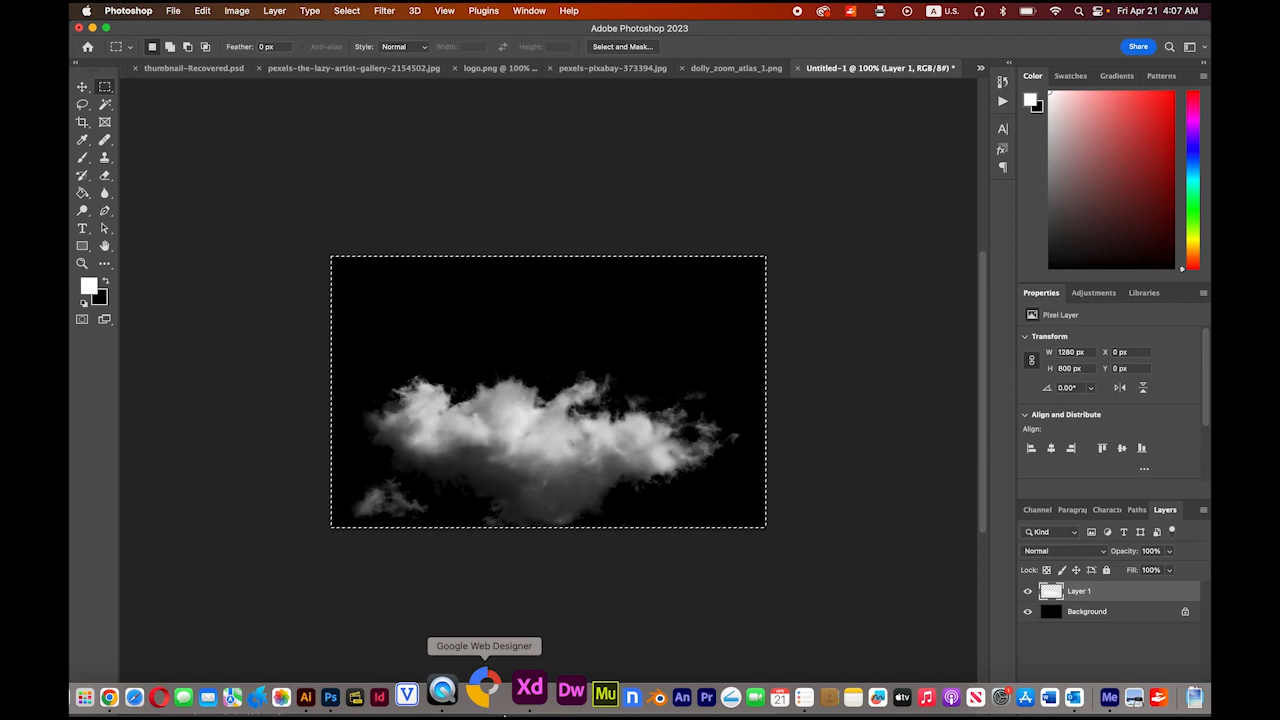 Photoshop File Edit Image Layer Type Select Filter 3D View Plugins Window Help A U.S. Fri Apr 21 4:07 AM
Adobe Photoshop 2023
Feather: 0 px Anti-alias Style: Normal Width: Height: Select and Mask... Share
thumbnail-Recovered.psd pexels-the-lazy-artist-gallery-2154502.jpg logo.png @ 100% ... pexels-pixabay-373394.jpg dolly_zoom_atlas_1.png Untitled-1 @ 100% (Layer 1, RGB/8#) *
Color Swatches Gradients Patterns
Properties Adjustments Libraries
Pixel Layer
Transform
W 1280 px X 0 px
H 800 px Y 0 px
0.00°
Align and Distribute
Align:
Channel Paragra Characte Paths Layers
Kind
Normal Opacity: 100%
Lock: Fill: 100%
Layer 1
Background
Google Web Designer
Ai Ps Id V Xd Dw Mu n An Pr APR 21 tv N W Me